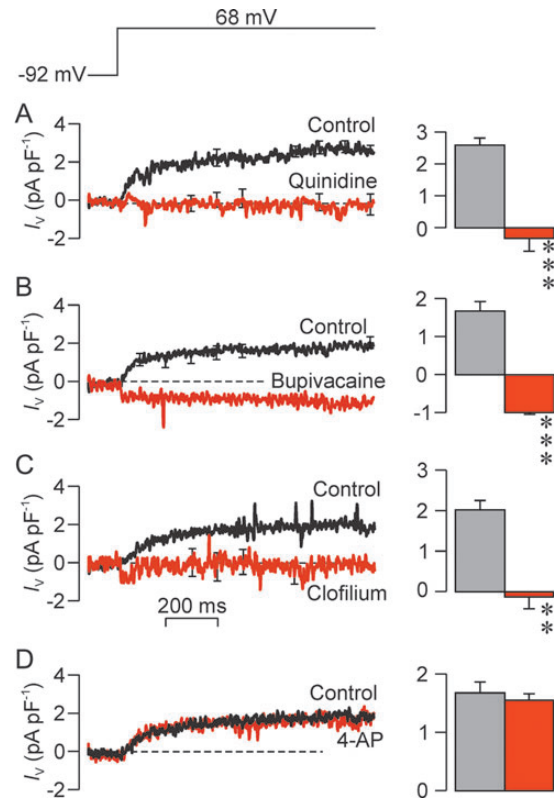 68 mV
-92 mV
A
4
2
0
-2
I_V (pA pF⁻¹)
Control
Quinidine
3
2
1
0
***
B
4
2
0
-2
I_V (pA pF⁻¹)
Control
Bupivacaine
2
1
0
-1
***
C
4
2
0
-2
I_V (pA pF⁻¹)
Control
Clofilium
200 ms
3
2
1
0
**
D
4
2
0
-2
I_V (pA pF⁻¹)
Control
4-AP
2
1
0